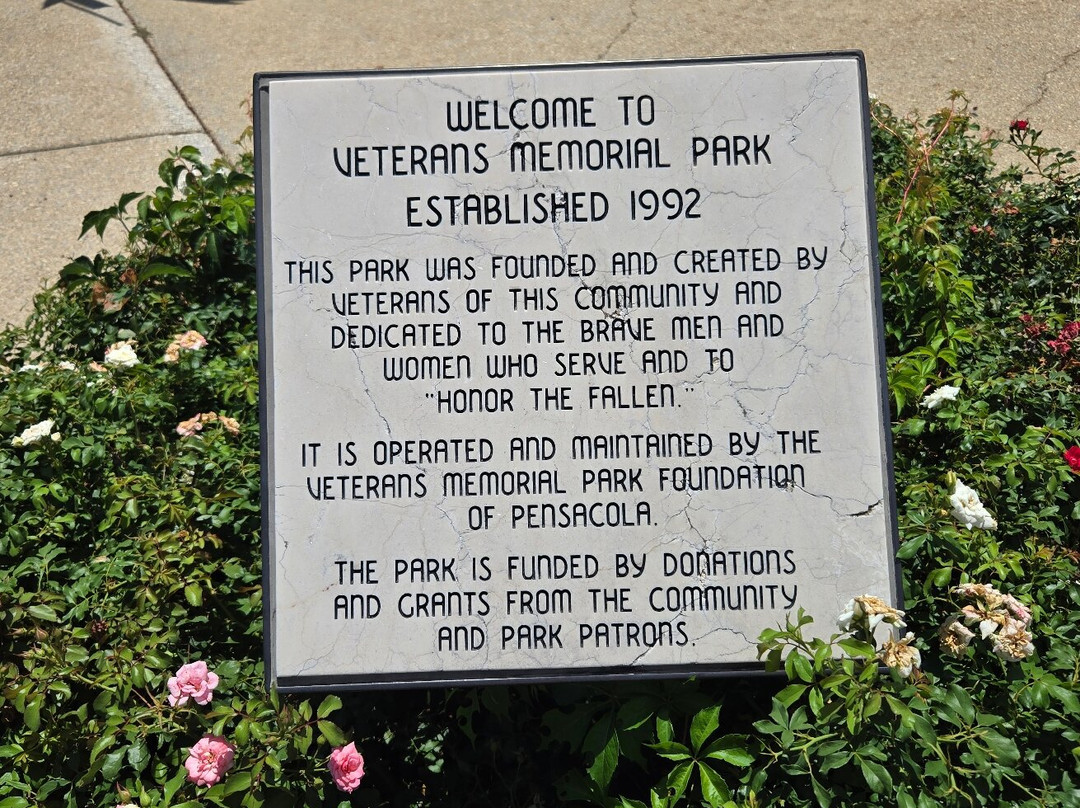 WELCOME TO
VETERANS MEMORIAL PARK
ESTABLISHED 1992
THIS PARK WAS FOUNDED AND CREATED BY
VETERANS OF THIS COMMUNITY AND
DEDICATED TO THE BRAVE MEN AND
WOMEN WHO SERVE AND TO
"HONOR THE FALLEN."
IT IS OPERATED AND MAINTAINED BY THE
VETERANS MEMORIAL PARK FOUNDATION
OF PENSACOLA.
THE PARK IS FUNDED BY DONATIONS
AND GRANTS FROM THE COMMUNITY
AND PARK PATRONS.